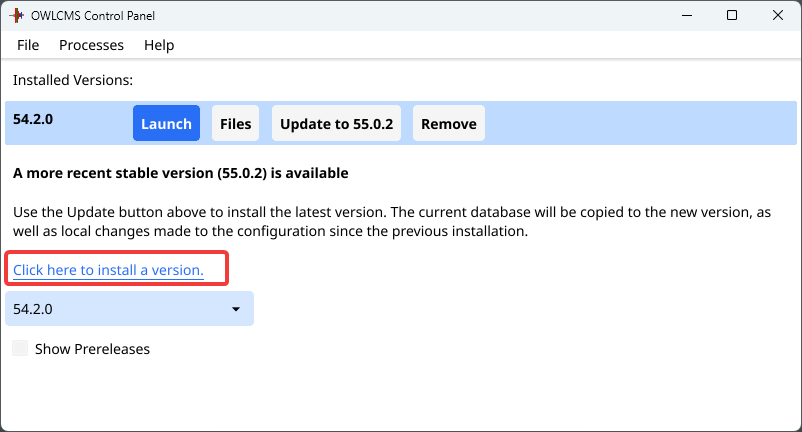 OWLCMS Control Panel
File Processes Help
Installed Versions:
54.2.0 Launch Files Update to 55.0.2 Remove
A more recent stable version (55.0.2) is available
Use the Update button above to install the latest version. The current database will be copied to the new version, as
well as local changes made to the configuration since the previous installation.
Click here to install a version.
54.2.0
Show Prereleases